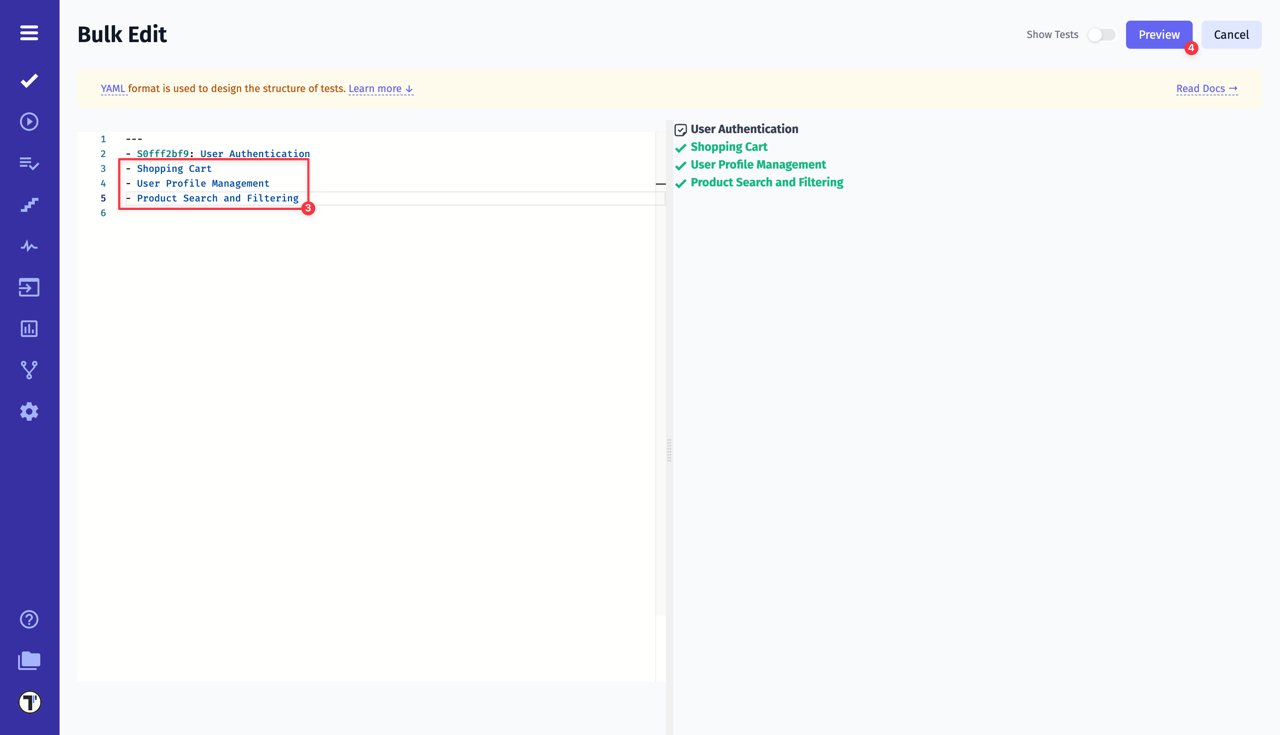 Bulk Edit
Show Tests
Preview
4
Cancel
YAML format is used to design the structure of tests. Learn more ↓
Read Docs →
1 ---
2 - S0fff2bf9: User Authentication
3 - Shopping Cart
4 - User Profile Management
5 - Product Search and Filtering
3
6
User Authentication
Shopping Cart
User Profile Management
Product Search and Filtering
T